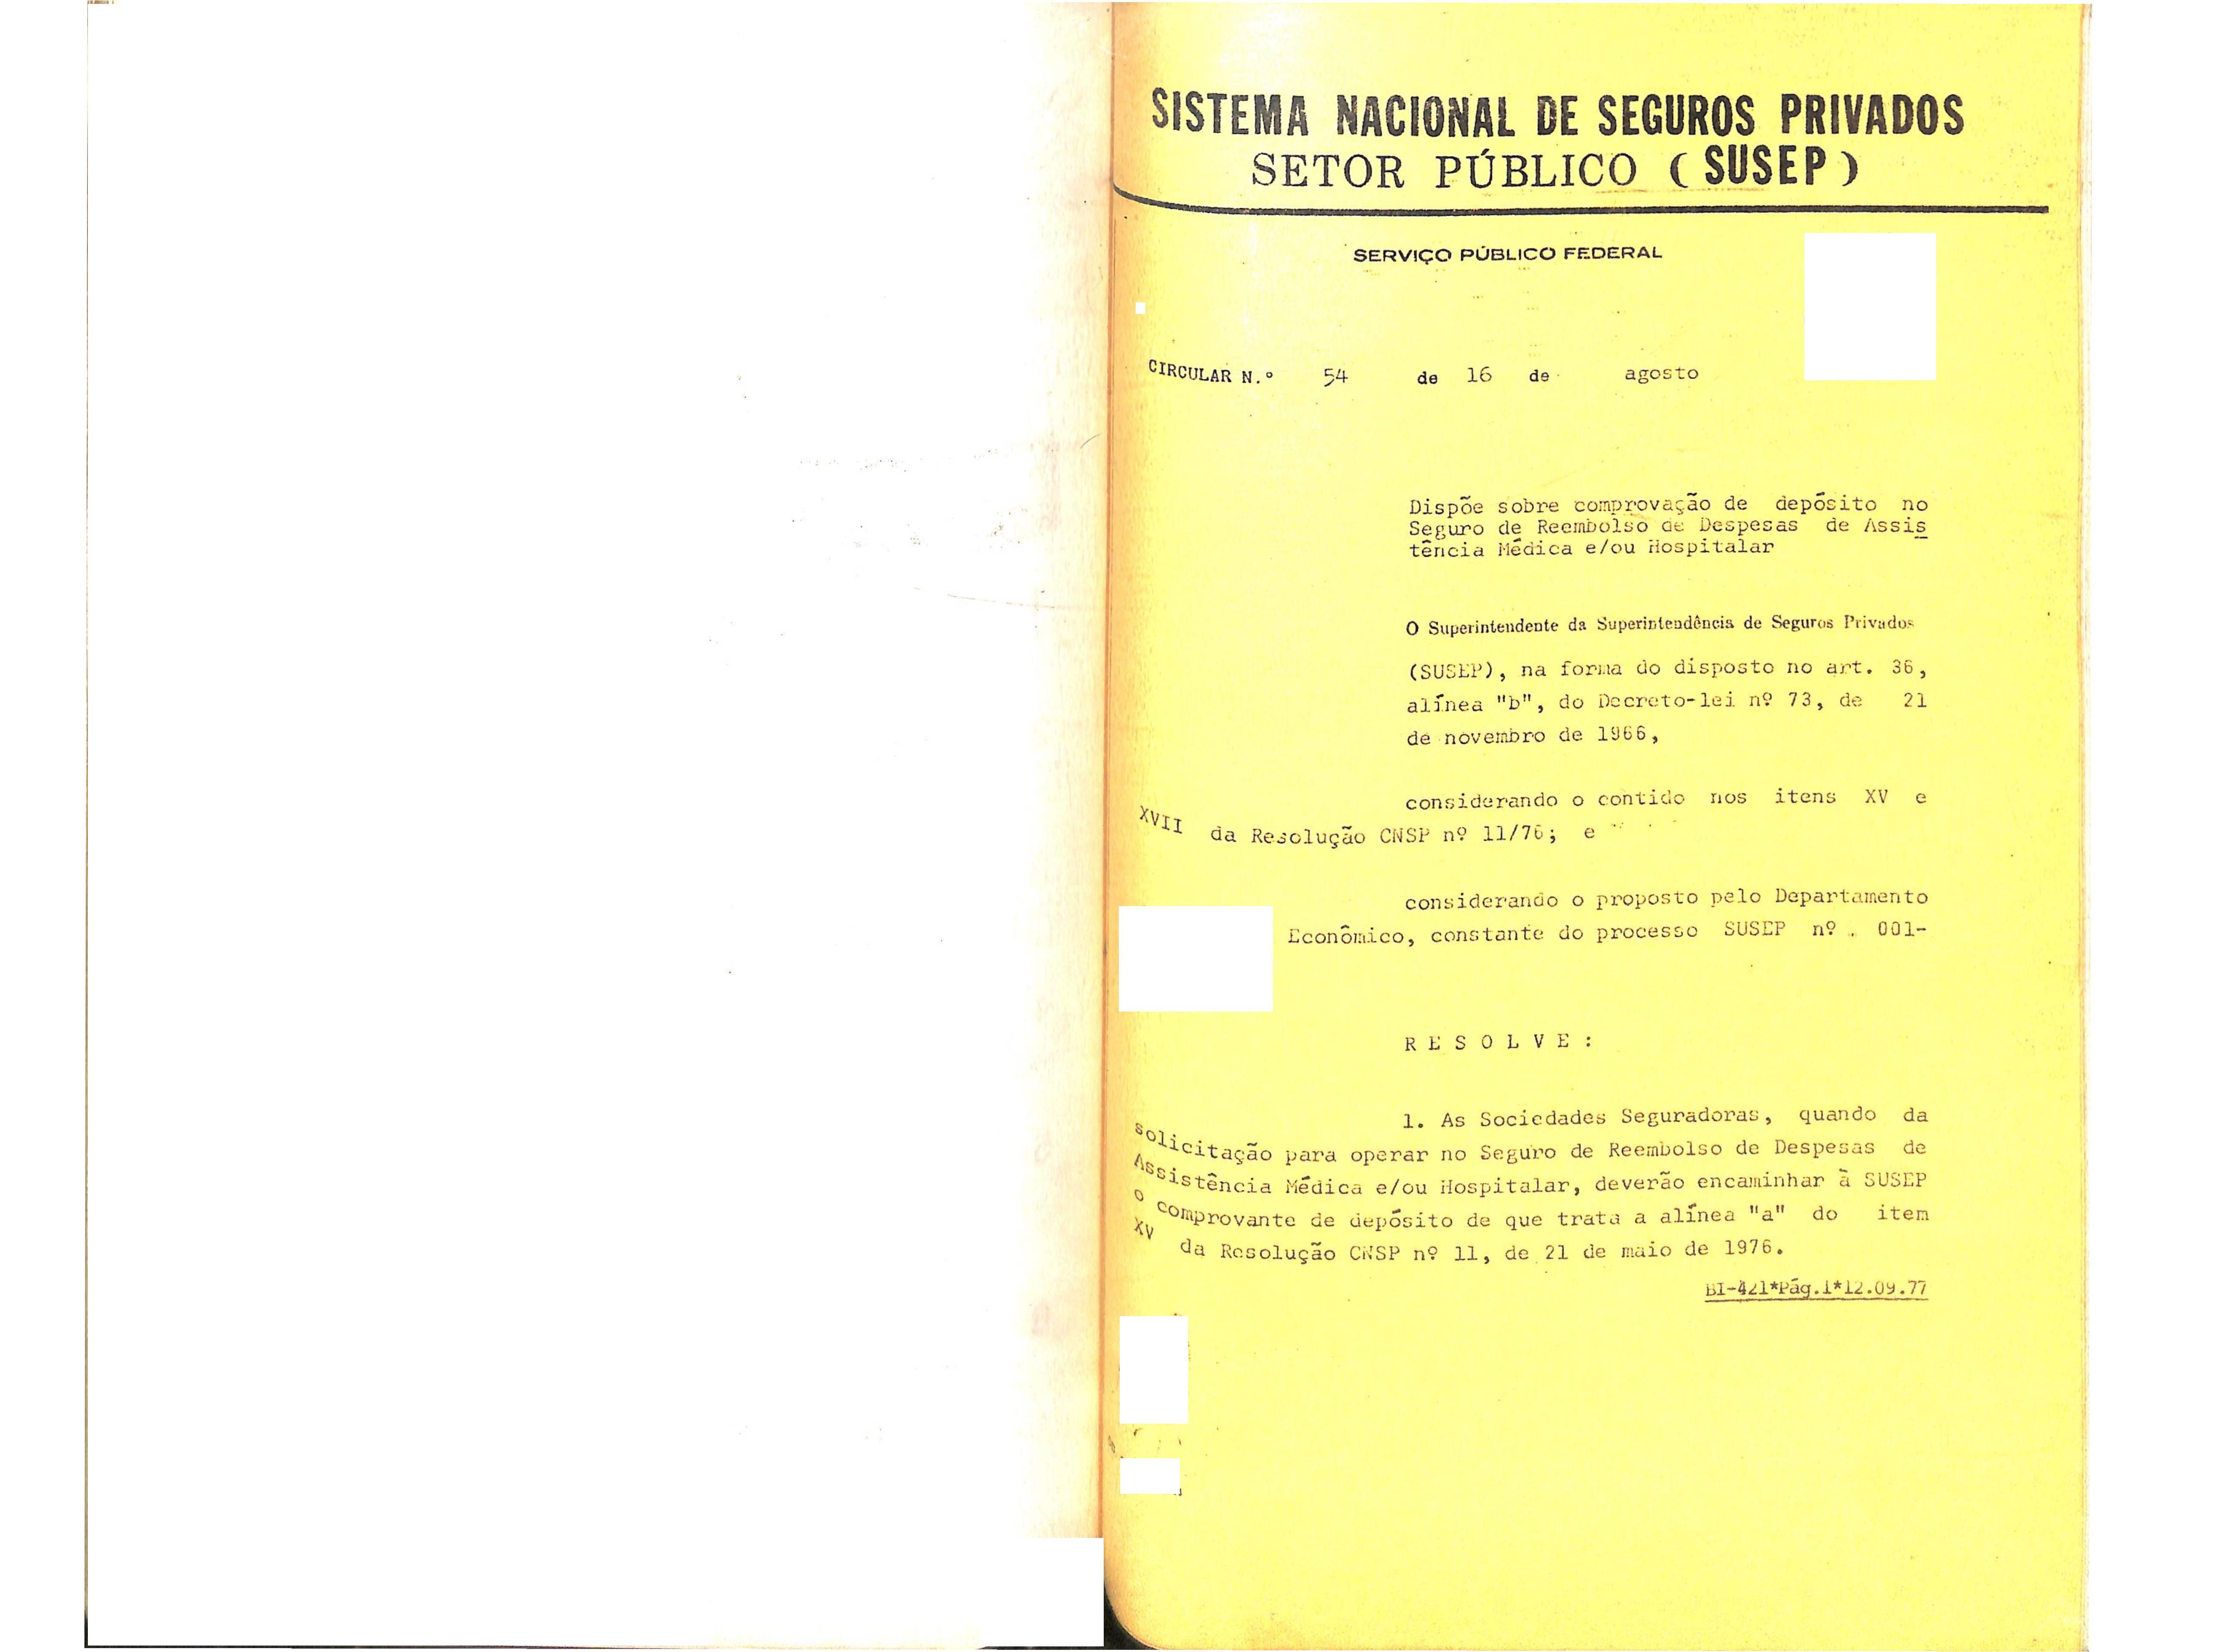 SISTEMA NACIONAL DE SEGUROS PRIVADOS
SETOR PÚBLICO (SUSEP)
SERVIÇO PÚBLICO FEDERAL
CIRCULAR N.º 54 de 16 de agosto
Dispõe sobre comprovação de depósito no
Seguro de Reembolso de Despesas de Assis
tência Médica e/ou Hospitalar
O Superintendente da Superintendência de Seguros Privados
(SUSEP), na forma do disposto no art. 36,
alínea "b", do Decreto-lei nº 73, de 21
de novembro de 1966,
considerando o contido nos itens XV e
XVII da Resolução CNSP nº 11/76; e
considerando o proposto pelo Departamento
Econômico, constante do processo SUSEP nº 001-
R E S O L V E :
1. As Sociedades Seguradoras, quando da
solicitação para operar no Seguro de Reembolso de Despesas de
Assistência Médica e/ou Hospitalar, deverão encaminhar à SUSEP
o comprovante de depósito de que trata a alínea "a" do item
XV da Resolução CNSP nº 11, de 21 de maio de 1976.
BI-421*Pág.1*12.09.77